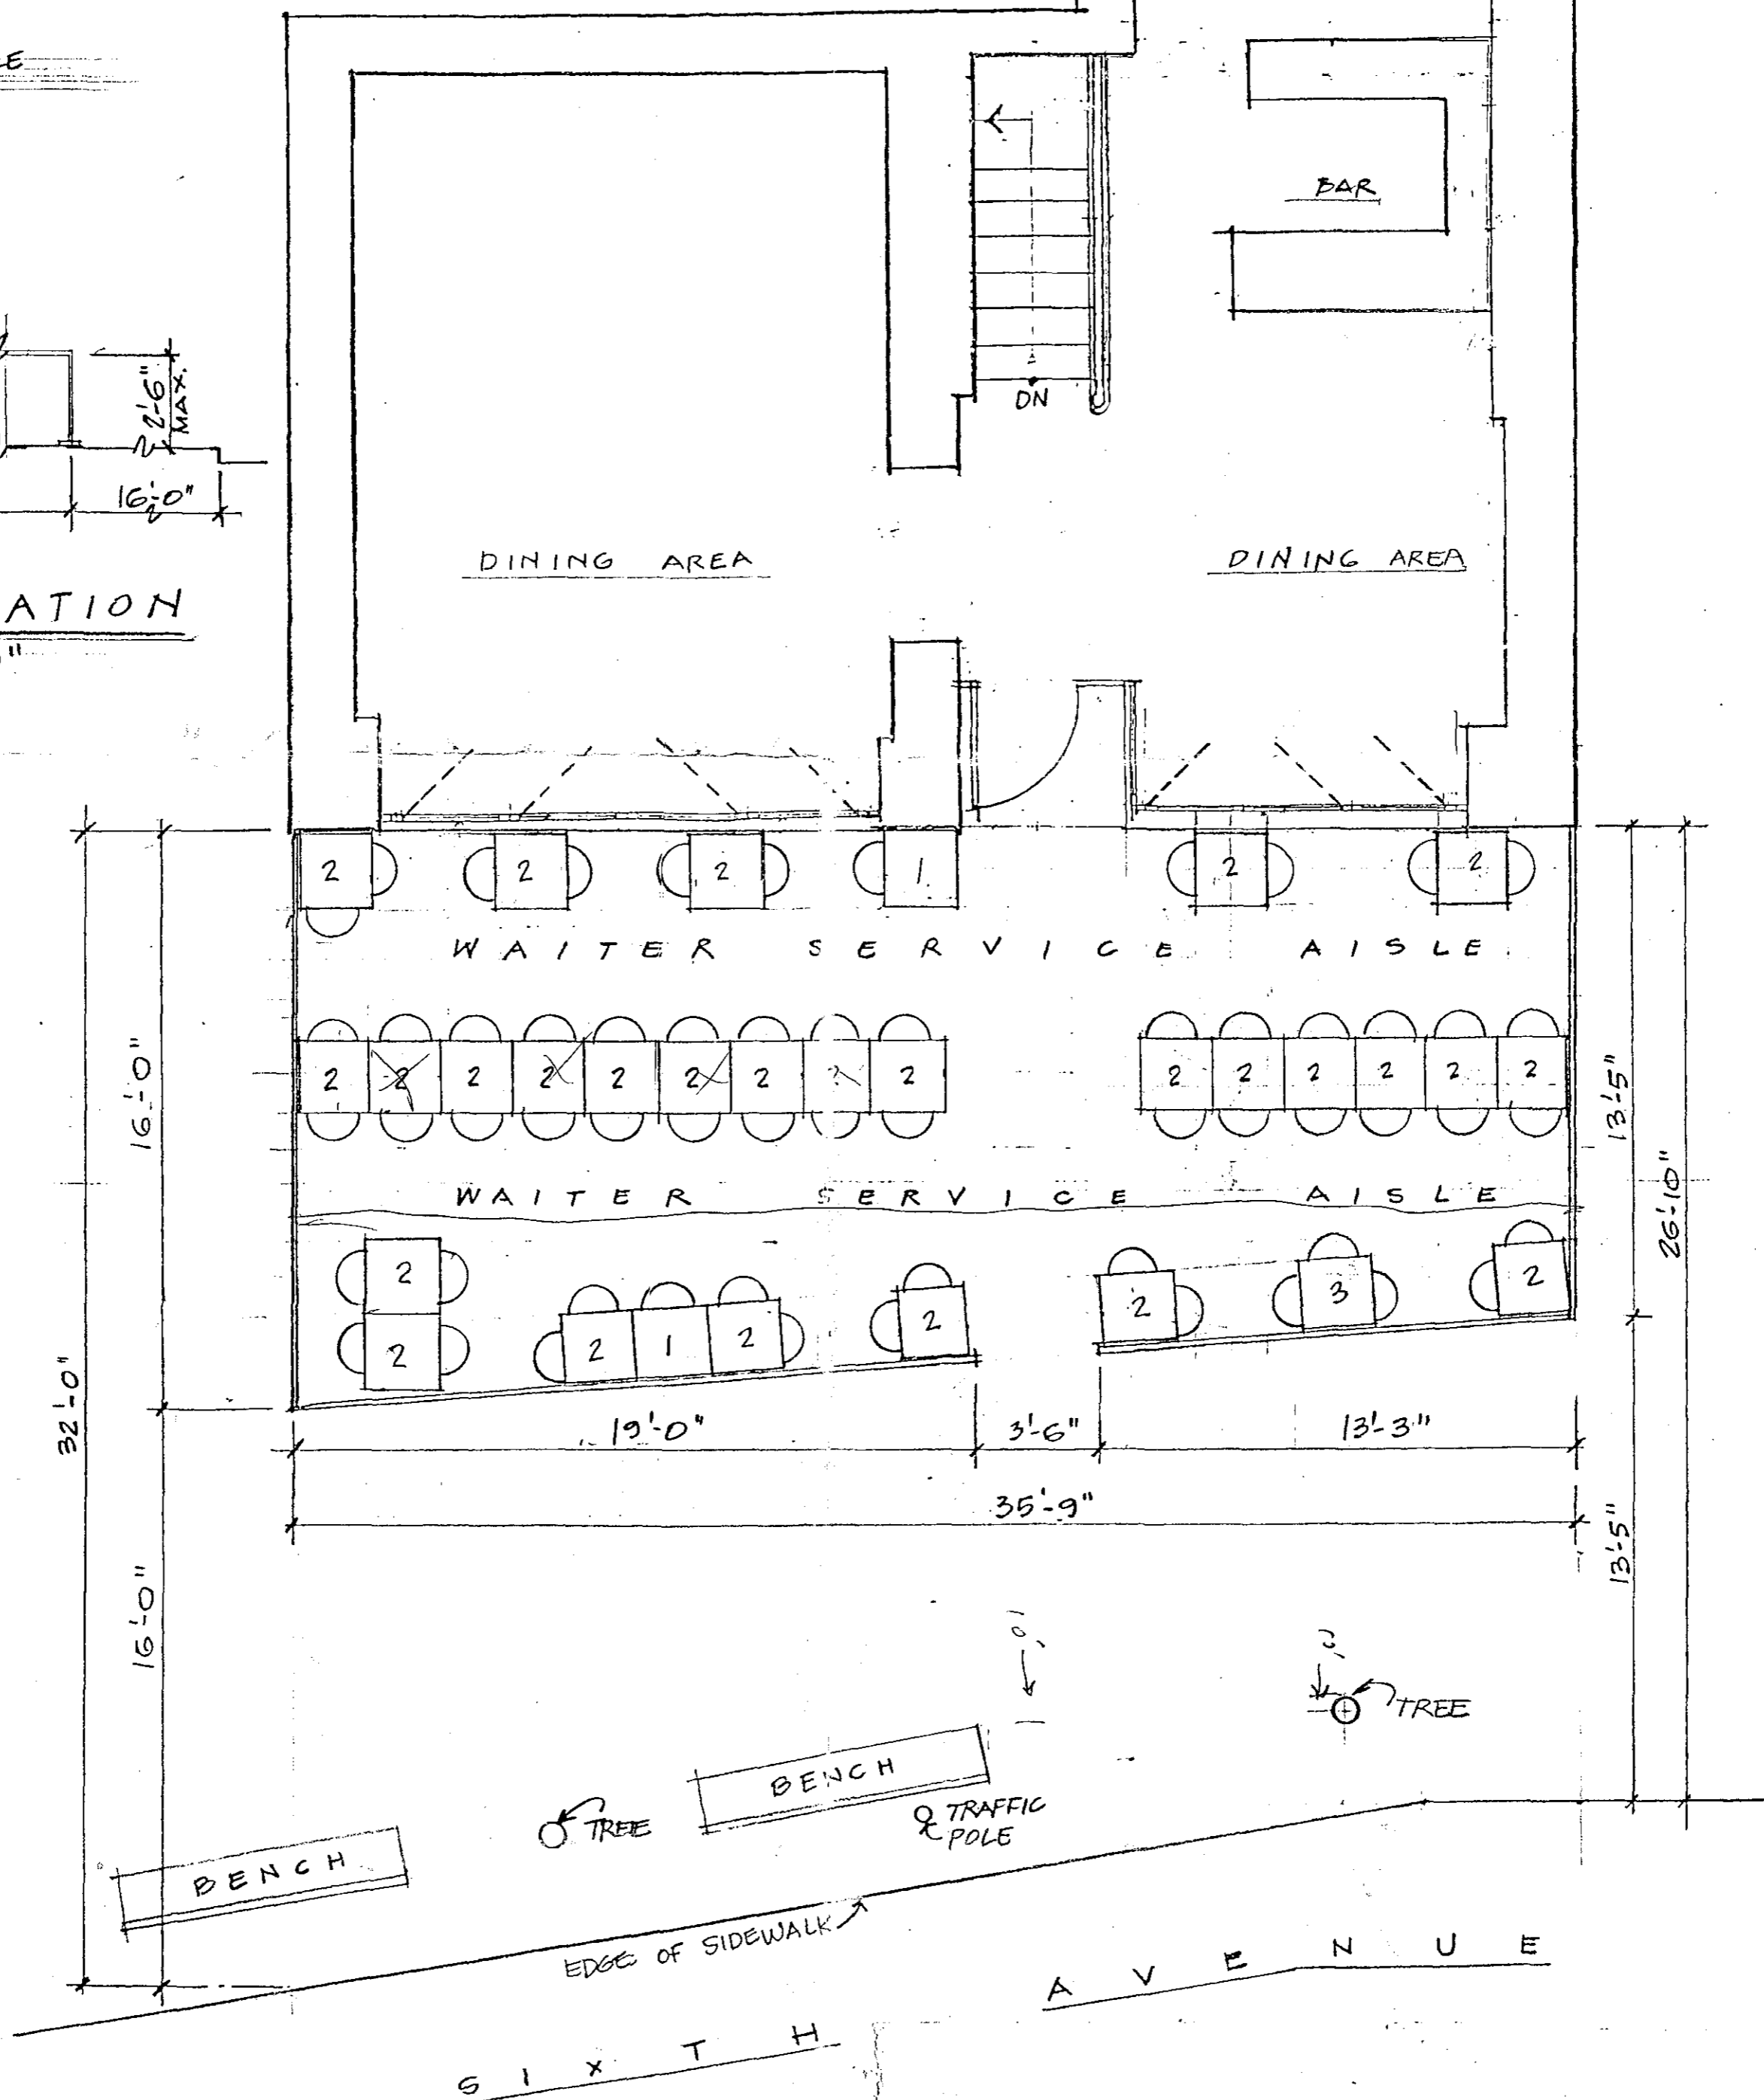 E
BAR
DN
2'-6"
MAX.
16'-0"
DINING AREA
DINING AREA
ATION
"
2 2 2 1 2 2
WAITER SERVICE AISLE
2 2 2 2 2 2 2 2 2 2 2 2 2 2
16'-0"
13'-5"
WAITER SERVICE AISLE
26'-10"
2
2
2 1 2 2 2 3 2
32'-0"
19'-0" 3'-6" 13'-3"
35'-9"
16'-0"
13'-5"
TREE
BENCH
TREE
TRAFFIC
POLE
BENCH
EDGE OF SIDEWALK
SIXTH AVENUE